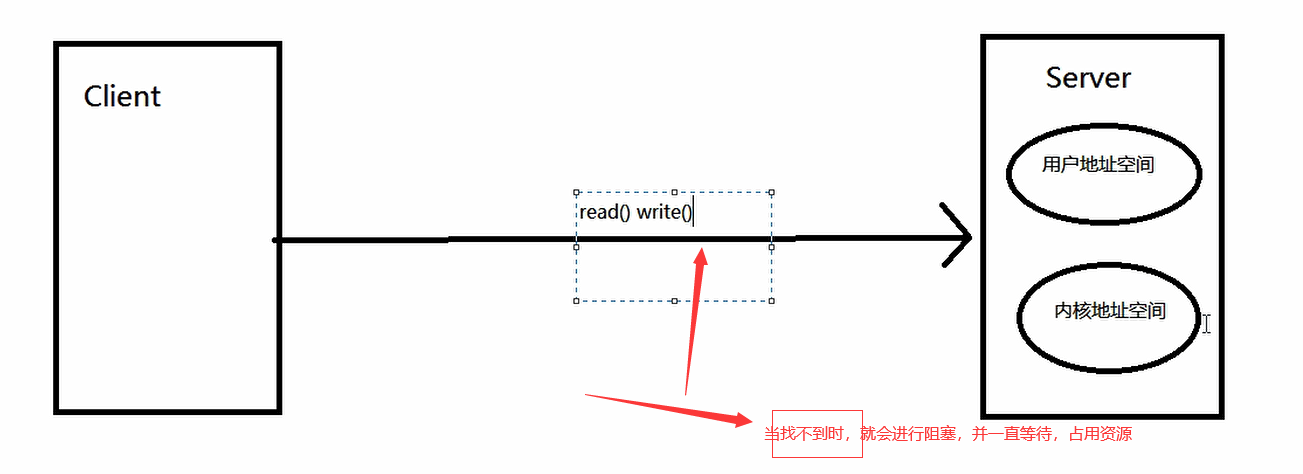 Client
Server
用户地址空间
read() write()
内核地址空间
当找不到时，就会进行阻塞，并一直等待，占用资源